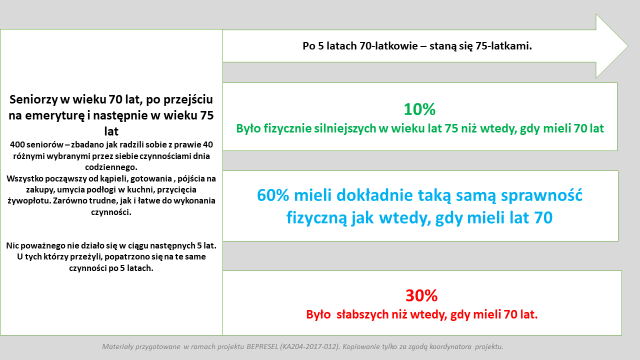 Po 5 latach 70-latkowie – staną się 75-latkami.
Seniorzy w wieku 70 lat, po przejściu
na emeryturę i następnie w wieku 75
lat
400 seniorów – zbadano jak radzili sobie z prawie 40
różnymi wybranymi przez siebie czynnościami dnia
codziennego.
Wszystko począwszy od kąpieli, gotowania , pójścia na
zakupy, umycia podłogi w kuchni, przycięcia
żywopłotu. Zarówno trudne, jak i łatwe do wykonania
czynności.
Nic poważnego nie działo się w ciągu następnych 5 lat.
U tych którzy przeżyli, popatrzono się na te same
czynności po 5 latach.
10%
Było fizycznie silniejszych w wieku lat 75 niż wtedy, gdy mieli 70 lat
60% mieli dokładnie taką samą sprawność
fizyczną jak wtedy, gdy mieli lat 70
30%
Było słabszych niż wtedy, gdy mieli 70 lat.
Materiały przygotowane w ramach projektu BEPRESEL (KA204-2017-012). Kopiowanie tylko za zgodą koordynatora projektu.